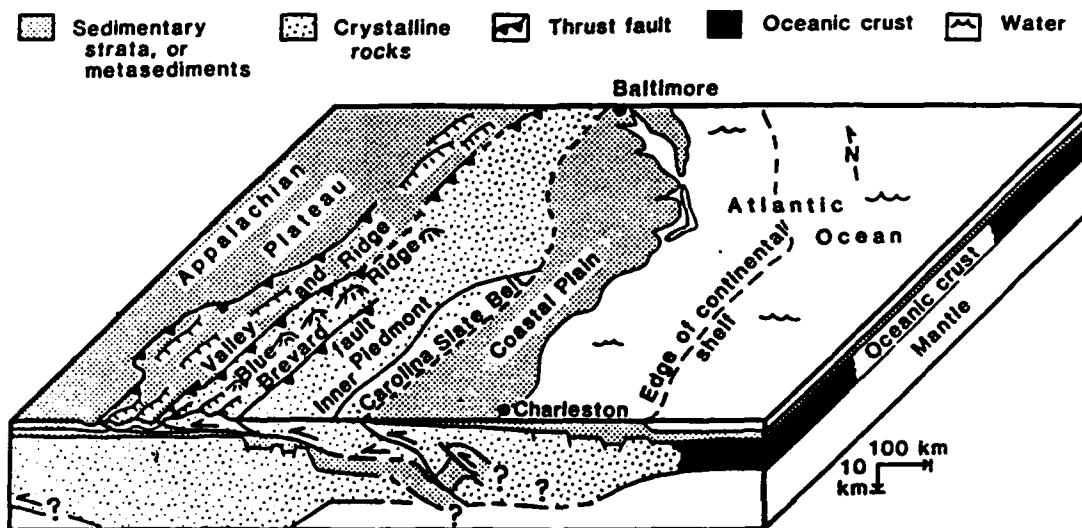 Sedimentary strata, or metasediments
Crystalline rocks
Thrust fault
Oceanic crust
Water
Baltimore
N
Appalachian Plateau
Valley and Ridge
Blue Ridge
Brevard fault
Inner Piedmont
Carolina Slate Belt
Coastal Plain
Atlantic Ocean
Edge of continental shelf
Oceanic crust
Mantle
Charleston
100 km
10 km
?
?
?
?